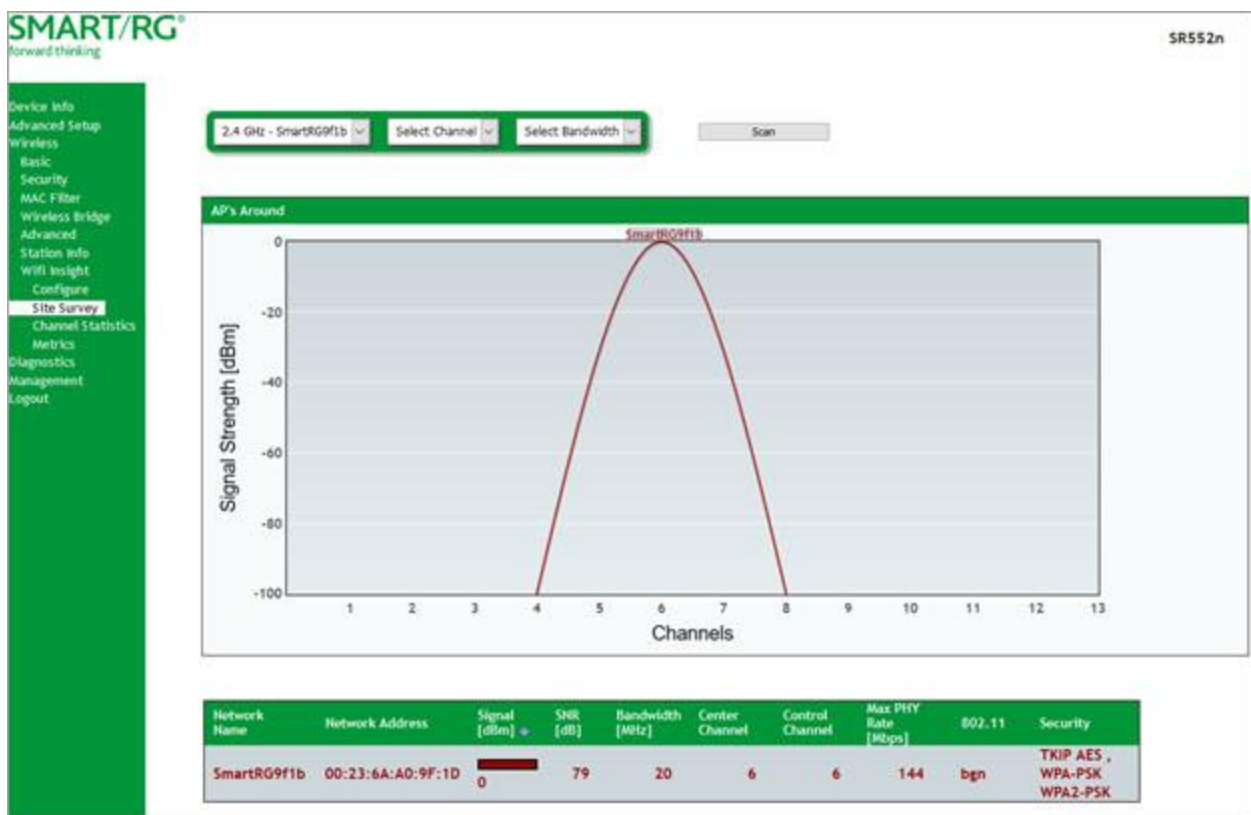 SMART/RG®
forward thinking
SR552n
Device Info
Advanced Setup
Wireless
Basic
Security
MAC Filter
Wireless Bridge
Advanced
Station Info
Wifi Insight
Configure
Site Survey
Channel Statistics
Metrics
Diagnostics
Management
Logout
2.4 GHz - SmartRG9f1b
Select Channel
Select Bandwidth
Scan
AP's Around
SmartRG9f1b
0
-20
-40
-60
-80
-100
Signal Strength [dBm]
1 2 3 4 5 6 7 8 9 10 11 12 13
Channels
Network Name
Network Address
Signal [dBm]
SNR [dB]
Bandwidth [MHz]
Center Channel
Control Channel
Max PHY Rate [Mbps]
802.11
Security
SmartRG9f1b
00:23:6A:A0:9F:1D
0
79
20
6
6
144
bgn
TKIP AES ,
WPA-PSK
WPA2-PSK